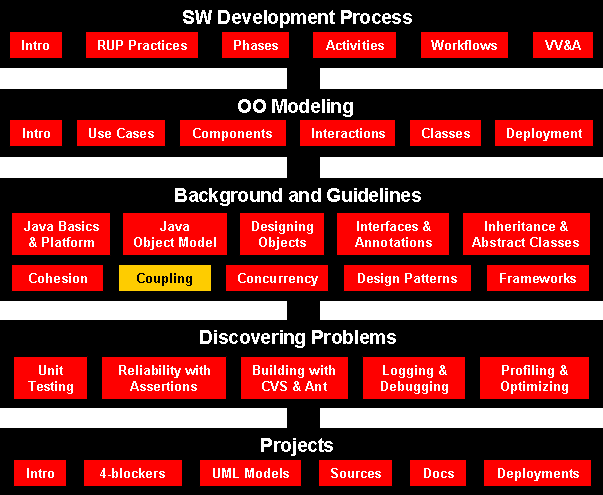 SW Development Process
Intro RUP Practices Phases Activities Workflows VV&A
OO Modeling
Intro Use Cases Components Interactions Classes Deployment
Background and Guidelines
Java Basics
& Platform
Java
Object Model
Designing
Objects
Interfaces &
Annotations
Inheritance &
Abstract Classes
Cohesion Coupling Concurrency Design Patterns Frameworks
Discovering Problems
Unit
Testing
Reliability with
Assertions
Building with
CVS & Ant
Logging &
Debugging
Profiling &
Optimizing
Projects
Intro 4-blockers UML Models Sources Docs Deployments